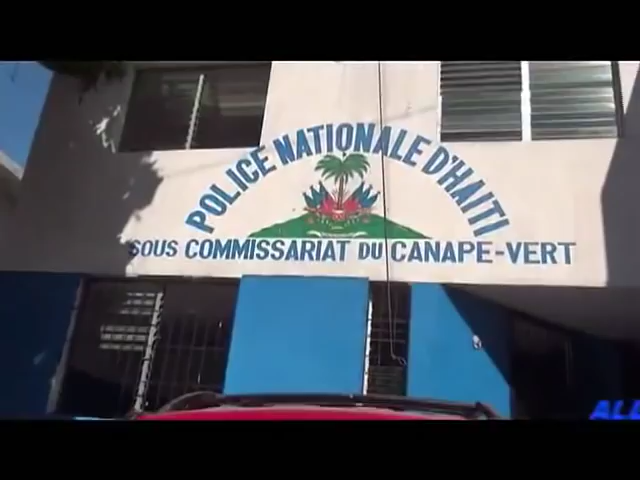 POLICE NATIONALE D'HAITI
SOUS COMMISSARIAT DU CANAPE-VERT